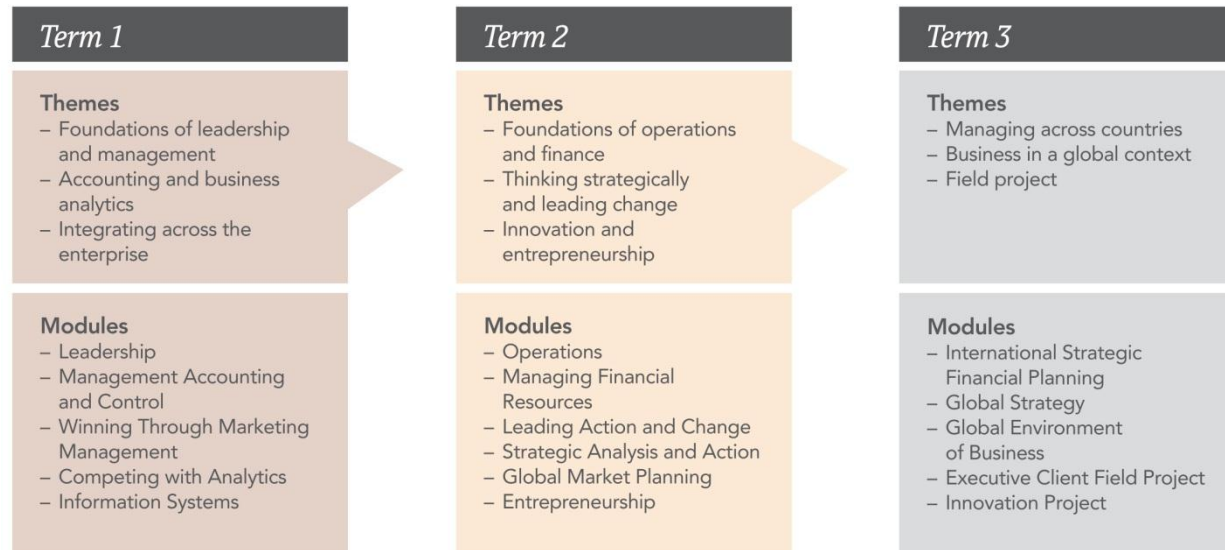 Term 1
Themes
– Foundations of leadership
and management
– Accounting and business
analytics
– Integrating across the
enterprise
Modules
– Leadership
– Management Accounting
and Control
– Winning Through Marketing
Management
– Competing with Analytics
– Information Systems
Term 2
Themes
– Foundations of operations
and finance
– Thinking strategically
and leading change
– Innovation and
entrepreneurship
Modules
– Operations
– Managing Financial
Resources
– Leading Action and Change
– Strategic Analysis and Action
– Global Market Planning
– Entrepreneurship
Term 3
Themes
– Managing across countries
– Business in a global context
– Field project
Modules
– International Strategic
Financial Planning
– Global Strategy
– Global Environment
of Business
– Executive Client Field Project
– Innovation Project